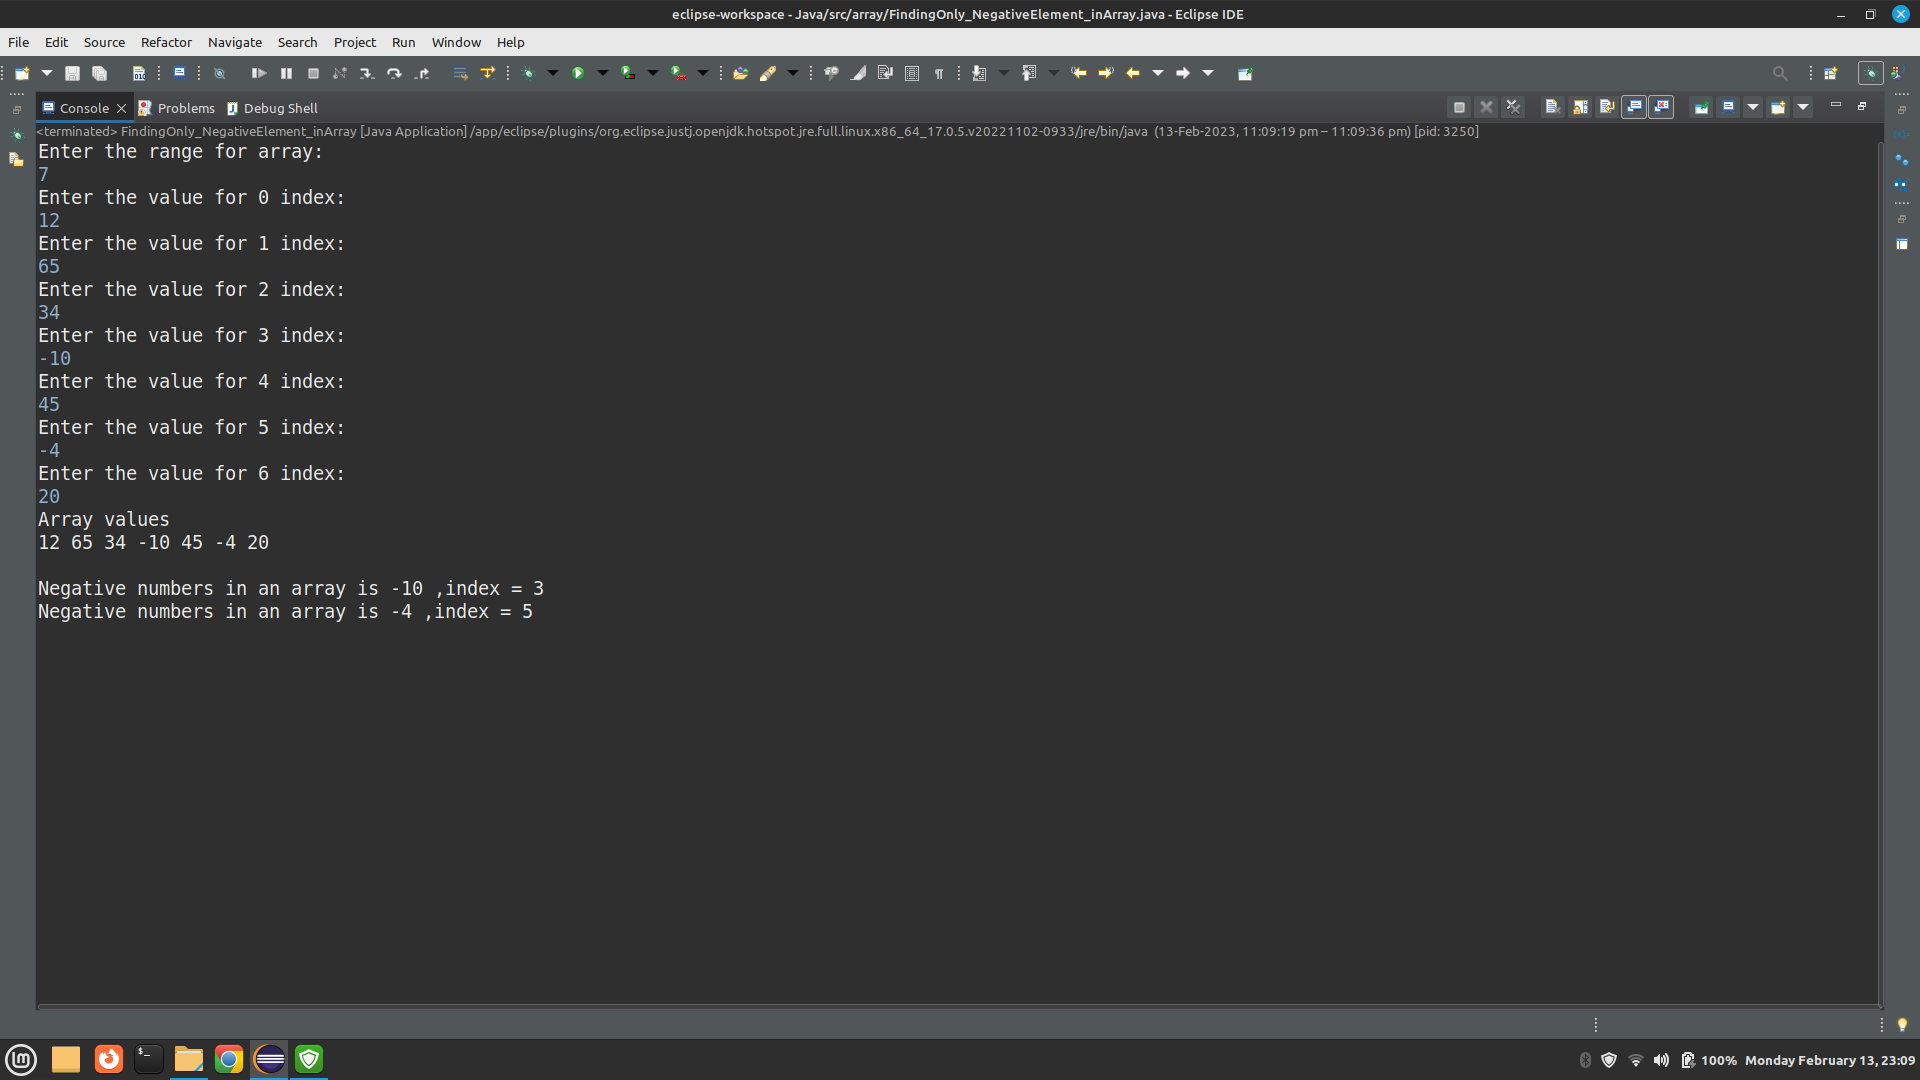 eclipse-workspace - Java/src/array/FindingOnly_NegativeElement_inArray.java - Eclipse IDE
File Edit Source Refactor Navigate Search Project Run Window Help
Console Problems Debug Shell
<terminated> FindingOnly_NegativeElement_inArray [Java Application] /app/eclipse/plugins/org.eclipse.justj.openjdk.hotspot.jre.full.linux.x86_64_17.0.5.v20221102-0933/jre/bin/java (13-Feb-2023, 11:09:19 pm – 11:09:36 pm) [pid: 3250]
Enter the range for array:
7
Enter the value for 0 index:
12
Enter the value for 1 index:
65
Enter the value for 2 index:
34
Enter the value for 3 index:
-10
Enter the value for 4 index:
45
Enter the value for 5 index:
-4
Enter the value for 6 index:
20
Array values
12 65 34 -10 45 -4 20
Negative numbers in an array is -10 ,index = 3
Negative numbers in an array is -4 ,index = 5
100% Monday February 13, 23:09